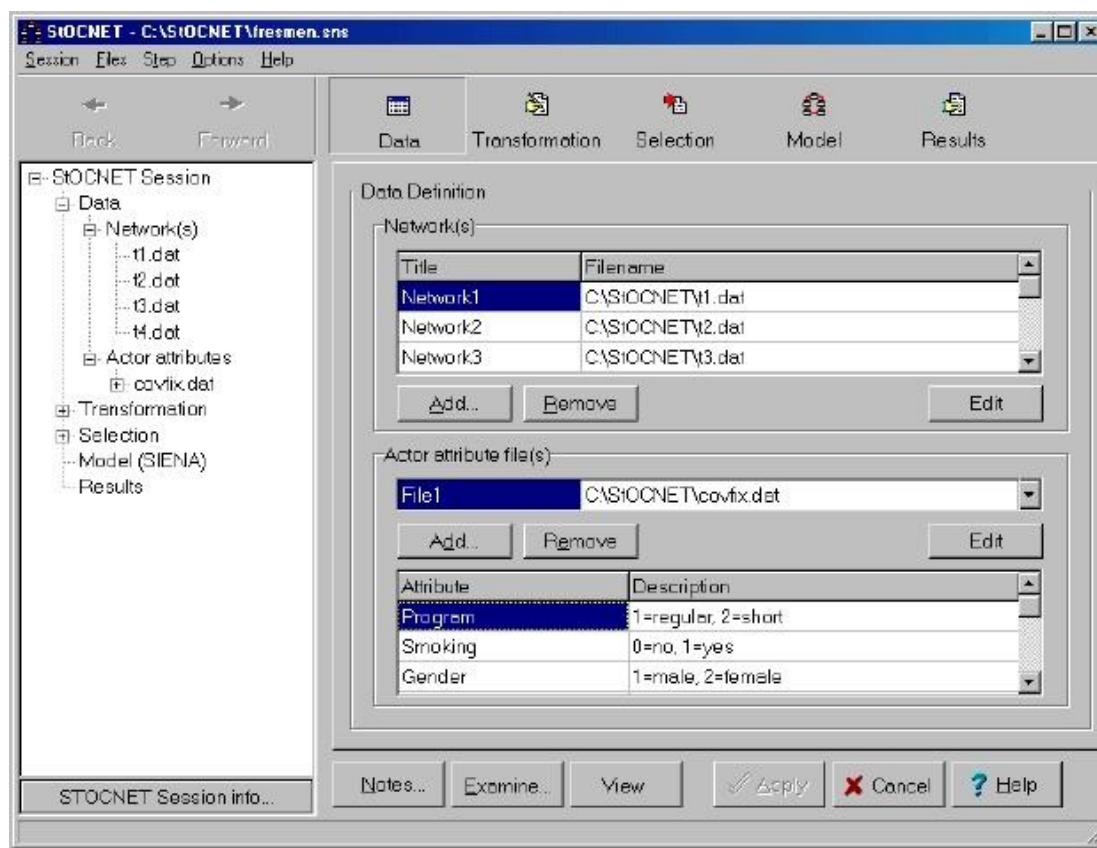 StOCNET - C:\StOCNET\fresmen.sns
Session Files Step Options Help
Back Forward
Data Transformation Selection Model Results
StOCNET Session
Data
Network(s)
t1.dat
t2.dat
t3.dat
t4.dat
Actor attributes
covfix.dat
Transformation
Selection
Model (SIENA)
Results
STOCNET Session info...
Data Definition
Network(s)
Title Filename
Network1 C:\StOCNET\t1.dat
Network2 C:\StOCNET\t2.dat
Network3 C:\StOCNET\t3.dat
Add... Remove Edit
Actor attribute file(s)
File1 C:\StOCNET\covfix.dat
Add... Remove Edit
Attribute Description
Program 1=regular, 2=short
Smoking 0=no, 1=yes
Gender 1=male, 2=female
Notes... Examine... View Apply Cancel Help